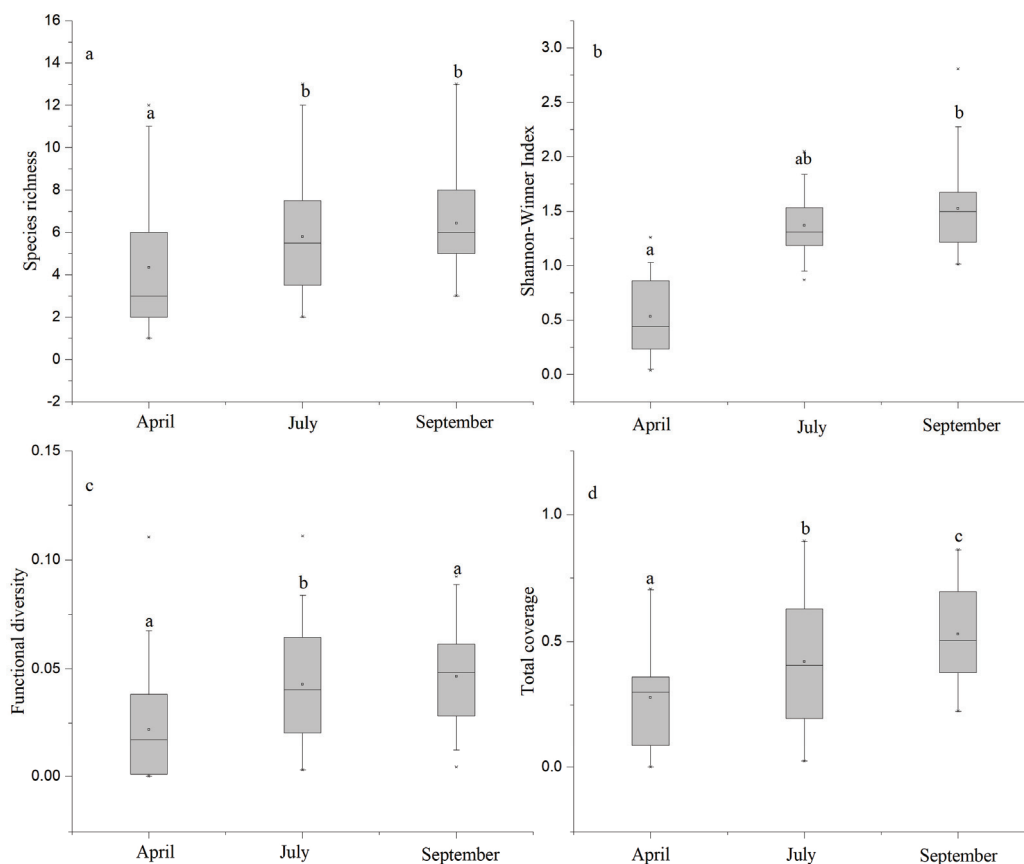 a
Species richness
16
14
12
10
8
6
4
2
0
-2
a
b
b
April
July
September
b
Shannon-Winner Index
3.0
2.5
2.0
1.5
1.0
0.5
0.0
a
ab
b
April
July
September
c
Functional diversity
0.15
0.10
0.05
0.00
a
b
a
April
July
September
d
Total coverage
1.0
0.5
0.0
a
b
c
April
July
September